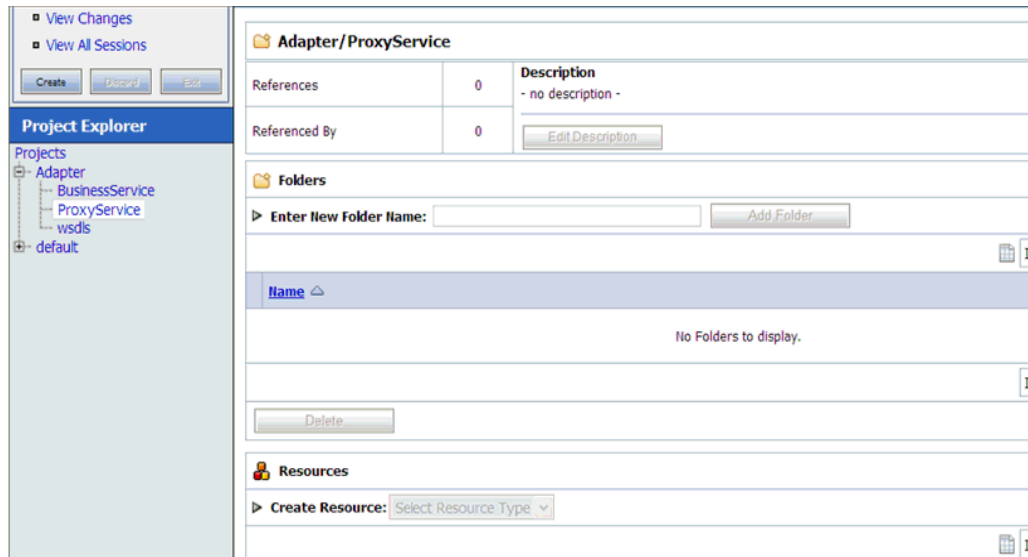 View Changes
View All Sessions
Create Discard Exit
Project Explorer
Projects
Adapter
BusinessService
ProxyService
wsdls
default
Adapter/ProxyService
References 0
Referenced By 0
Description
- no description -
Edit Description
Folders
Enter New Folder Name:
Add Folder
Name
No Folders to display.
Delete
Resources
Create Resource: Select Resource Type